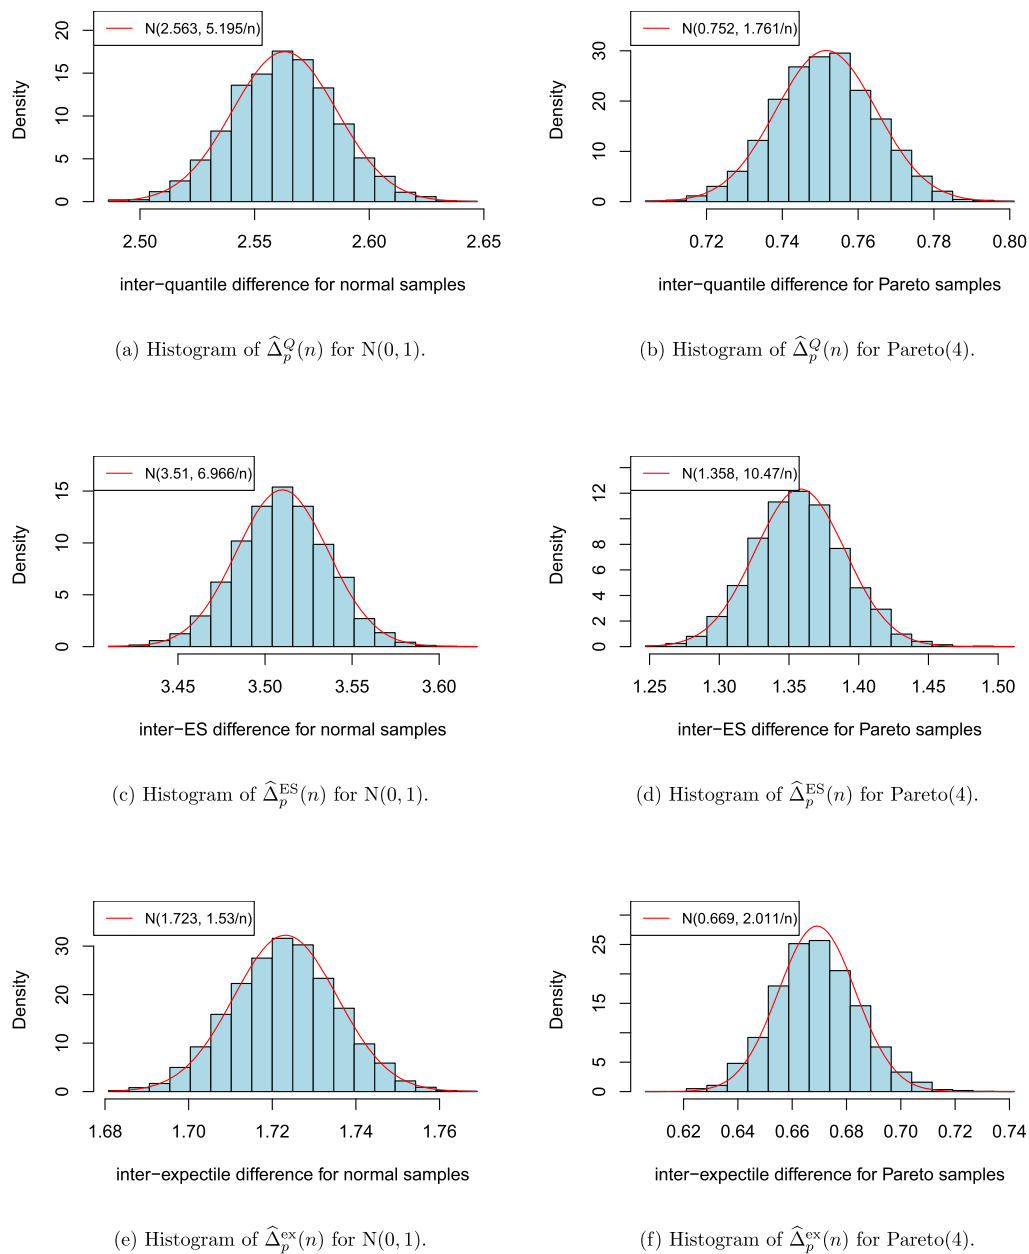 N(2.563, 5.195/n)
Density
0 5 10 15 20
2.50 2.55 2.60 2.65
inter−quantile difference for normal samples
(a) Histogram of Δ̂_p^Q(n) for N(0, 1).
N(0.752, 1.761/n)
Density
0 10 20 30
0.72 0.74 0.76 0.78 0.80
inter−quantile difference for Pareto samples
(b) Histogram of Δ̂_p^Q(n) for Pareto(4).
N(3.51, 6.966/n)
Density
0 5 10 15
3.45 3.50 3.55 3.60
inter−ES difference for normal samples
(c) Histogram of Δ̂_p^ES(n) for N(0, 1).
N(1.358, 10.47/n)
Density
0 2 4 6 8 12
1.25 1.30 1.35 1.40 1.45 1.50
inter−ES difference for Pareto samples
(d) Histogram of Δ̂_p^ES(n) for Pareto(4).
N(1.723, 1.53/n)
Density
0 10 20 30
1.68 1.70 1.72 1.74 1.76
inter−expectile difference for normal samples
(e) Histogram of Δ̂_p^ex(n) for N(0, 1).
N(0.669, 2.011/n)
Density
0 5 15 25
0.62 0.64 0.66 0.68 0.70 0.72 0.74
inter−expectile difference for Pareto samples
(f) Histogram of Δ̂_p^ex(n) for Pareto(4).